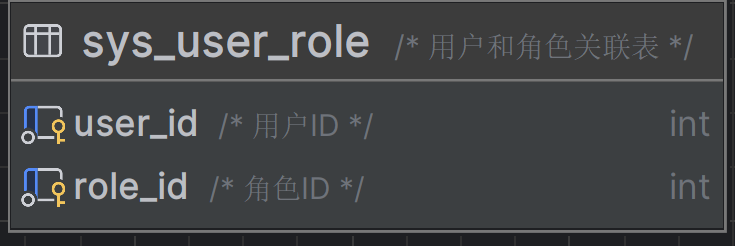 sys_user_role /* 用户和角色关联表 */
user_id /* 用户ID */ int
role_id /* 角色ID */ int